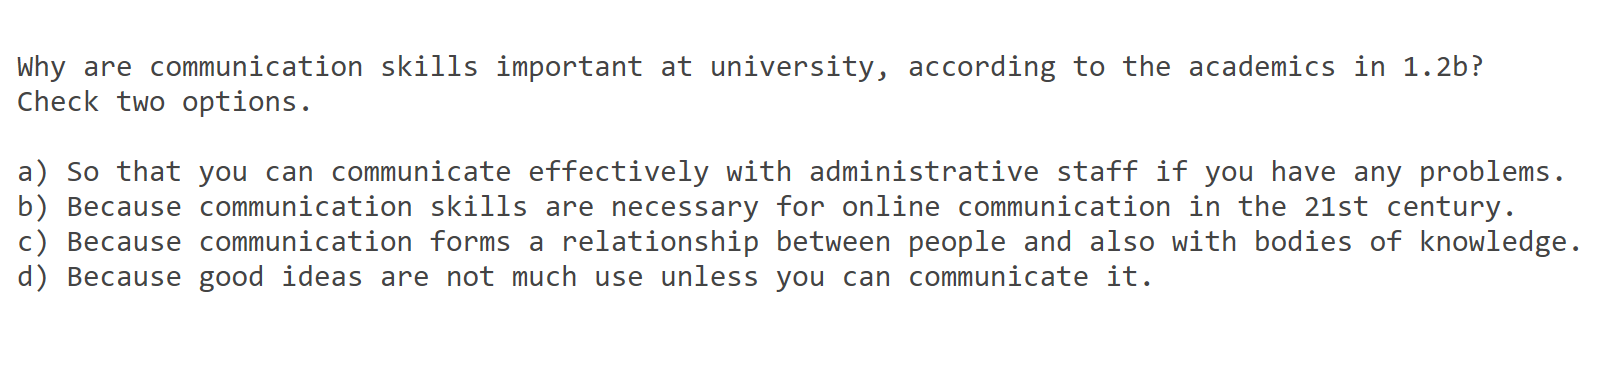 Why are communication skills important at university, according to the academics in 1.2b?
Check two options.
a) So that you can communicate effectively with administrative staff if you have any problems.
b) Because communication skills are necessary for online communication in the 21st century.
c) Because communication forms a relationship between people and also with bodies of knowledge.
d) Because good ideas are not much use unless you can communicate it.